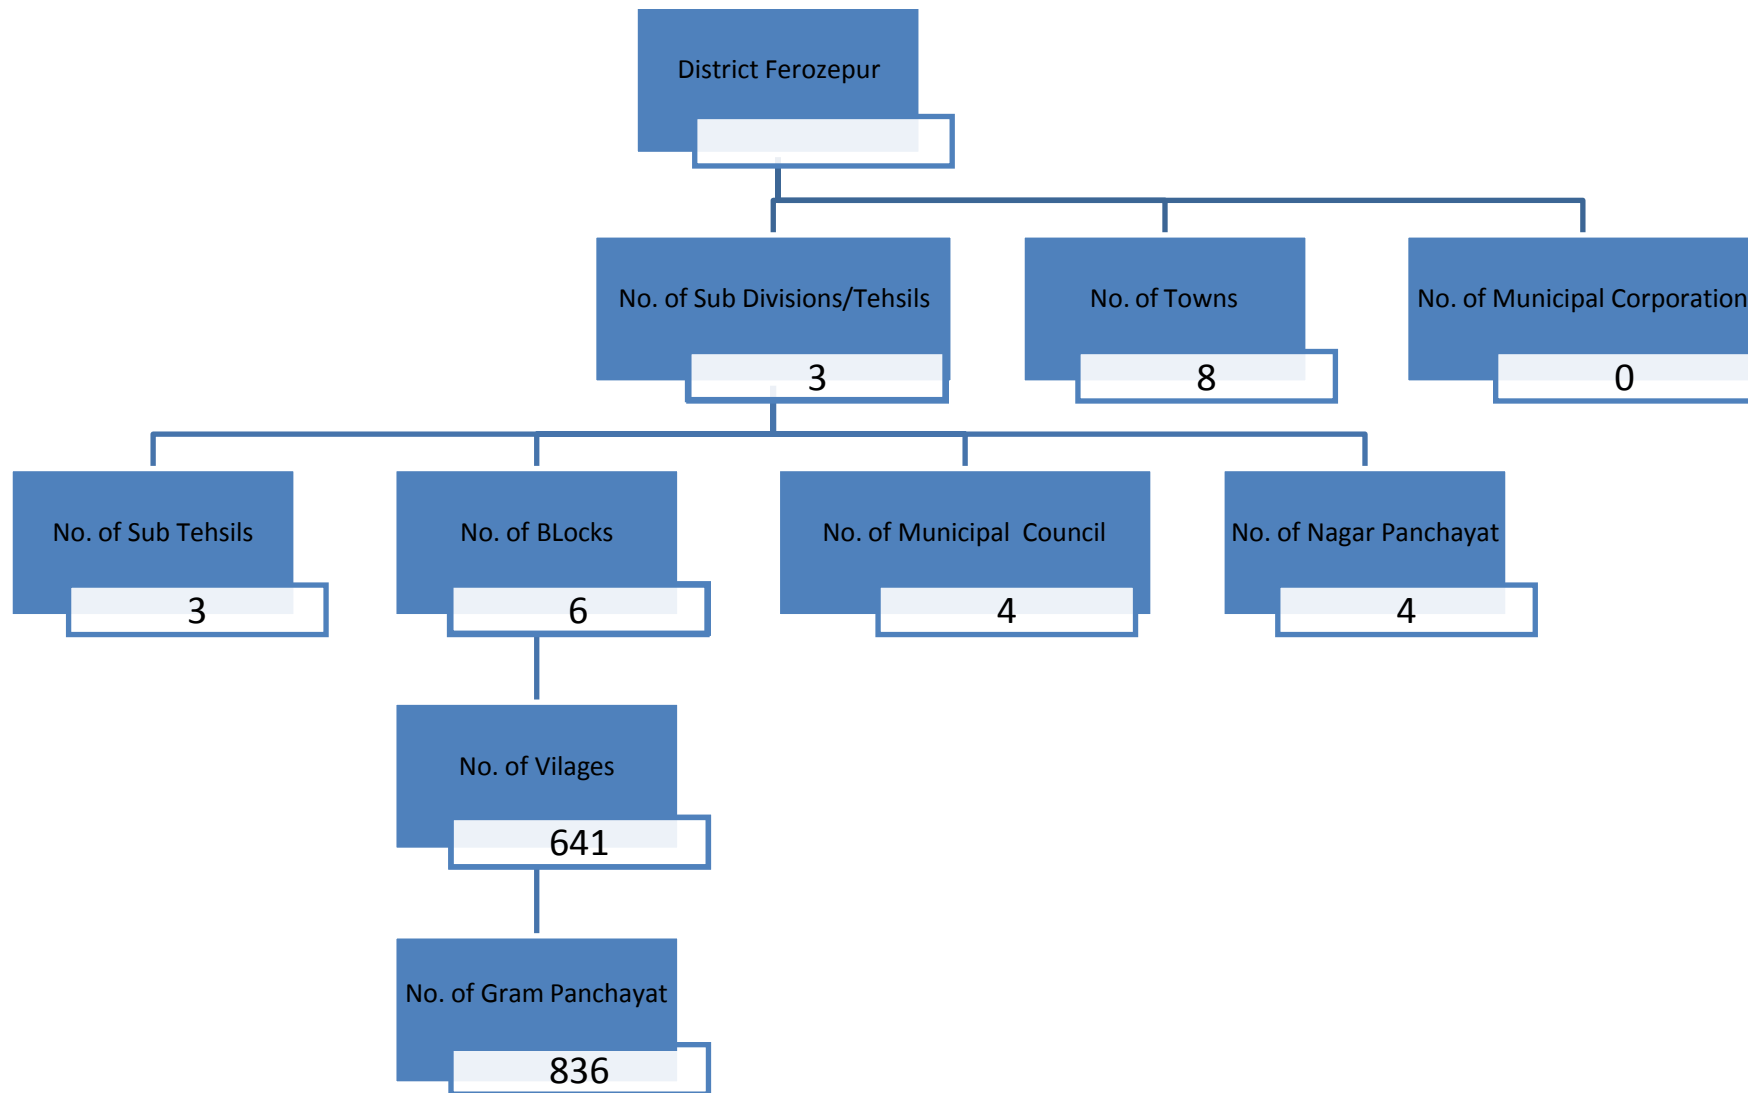 District Ferozepur
No. of Sub Divisions/Tehsils
3
No. of Towns
8
No. of Municipal Corporation
0
No. of Sub Tehsils
3
No. of BLocks
6
No. of Municipal  Council
4
No. of Nagar Panchayat
4
No. of Vilages
641
No. of Gram Panchayat
836